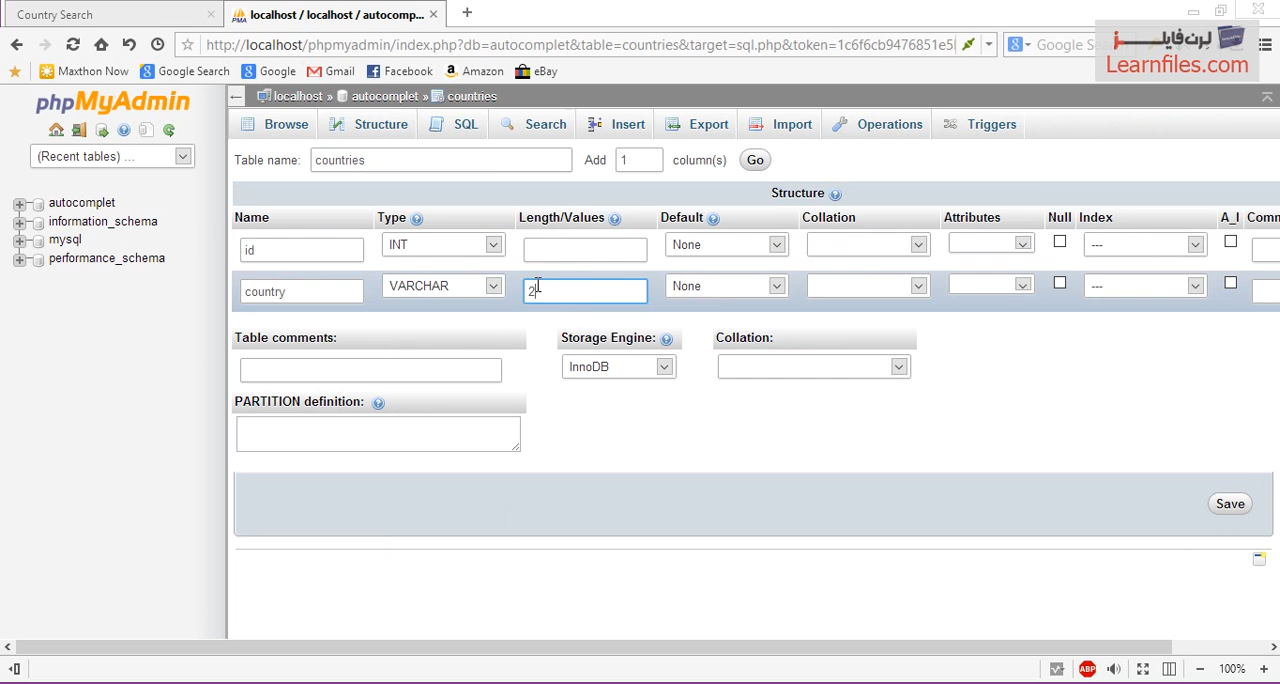 Country Search
localhost / localhost / autocomp...
http://localhost/phpmyadmin/index.php?db=autocomplet&table=countries&target=sql.php&token=1c6f6cb9476851e5
Google
لرن فایلز
Learnfiles.com
Maxthon Now
Google Search
Google
Gmail
Facebook
Amazon
eBay
phpMyAdmin
localhost » autocomplet » countries
Browse
Structure
SQL
Search
Insert
Export
Import
Operations
Triggers
(Recent tables) ...
Table name: countries Add 1 column(s) Go
autocomplet
information_schema
mysql
performance_schema
Structure
Name Type Length/Values Default Collation Attributes Null Index A_I Comm
id INT None ---
country VARCHAR 2 None ---
Table comments: Storage Engine: Collation:
InnoDB
PARTITION definition:
Save
100%